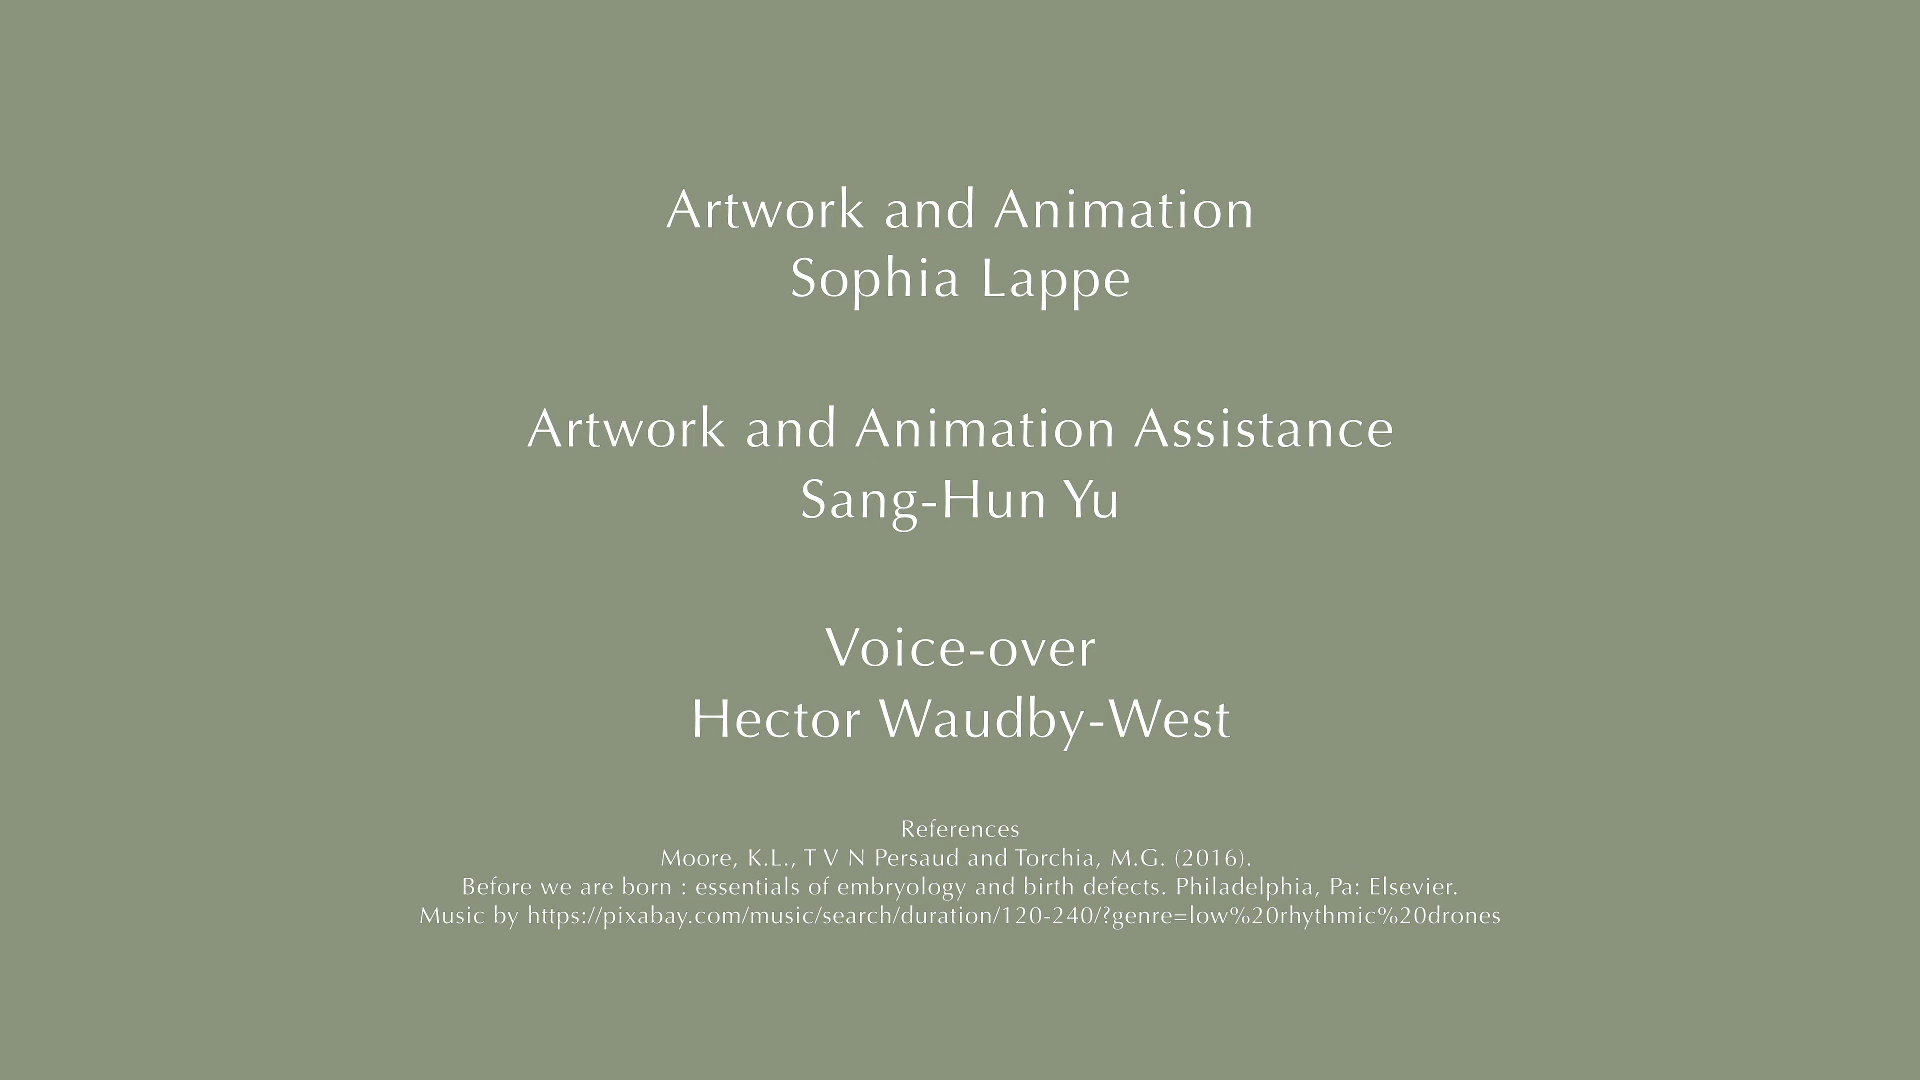 Artwork and Animation
Sophia Lappe
Artwork and Animation Assistance
Sang-Hun Yu
Voice-over
Hector Waudby-West
References
Moore, K.L., T V N Persaud and Torchia, M.G. (2016).
Before we are born : essentials of embryology and birth defects. Philadelphia, Pa: Elsevier.
Music by https://pixabay.com/music/search/duration/120-240/?genre=low%20rhythmic%20drones